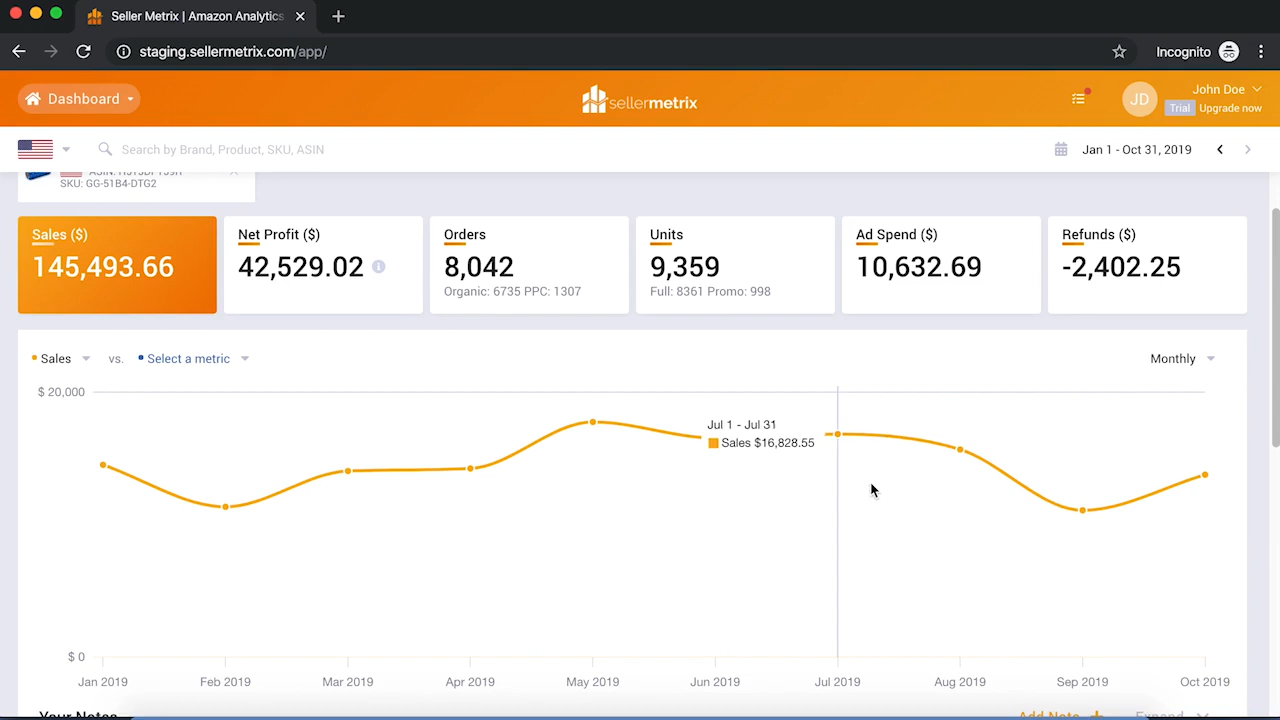 Seller Metrix | Amazon Analytics
staging.sellermetrix.com/app/
Incognito
Dashboard
sellermetrix
JD
John Doe
Trial Upgrade now
Search by Brand, Product, SKU, ASIN
Jan 1 - Oct 31, 2019
SKU: GG-51B4-DTG2
Sales ($)
145,493.66
Net Profit ($)
42,529.02
Orders
8,042
Organic: 6735 PPC: 1307
Units
9,359
Full: 8361 Promo: 998
Ad Spend ($)
10,632.69
Refunds ($)
-2,402.25
Sales vs. Select a metric
Monthly
$ 20,000
Jul 1 - Jul 31
Sales $16,828.55
$ 0
Jan 2019 Feb 2019 Mar 2019 Apr 2019 May 2019 Jun 2019 Jul 2019 Aug 2019 Sep 2019 Oct 2019
Your Notes
Add Note
Expand